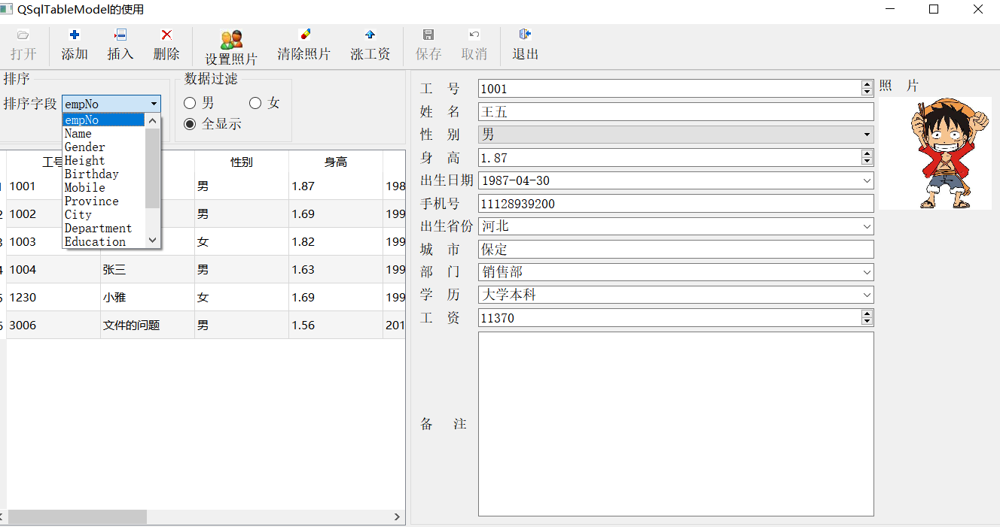 QSqlTableModel的使用
打开 添加 插入 删除 设置照片 清除照片 涨工资 保存 取消 退出
排序
排序字段 empNo
empNo
Name
Gender
Height
Birthday
Mobile
Province
City
Department
Education
数据过滤
男 女
全显示
工号 性别 身高
1 1001 男 1.87 198
2 1002 男 1.69 199
3 1003 女 1.82 199
4 1004 张三 男 1.63 199
5 1230 小雅 女 1.69 199
6 3006 文件的问题 男 1.56 201
工 号 1001
姓 名 王五
性 别 男
身 高 1.87
出生日期 1987-04-30
手机号 11128939200
出生省份 河北
城 市 保定
部 门 销售部
学 历 大学本科
工 资 11370
备 注
照 片